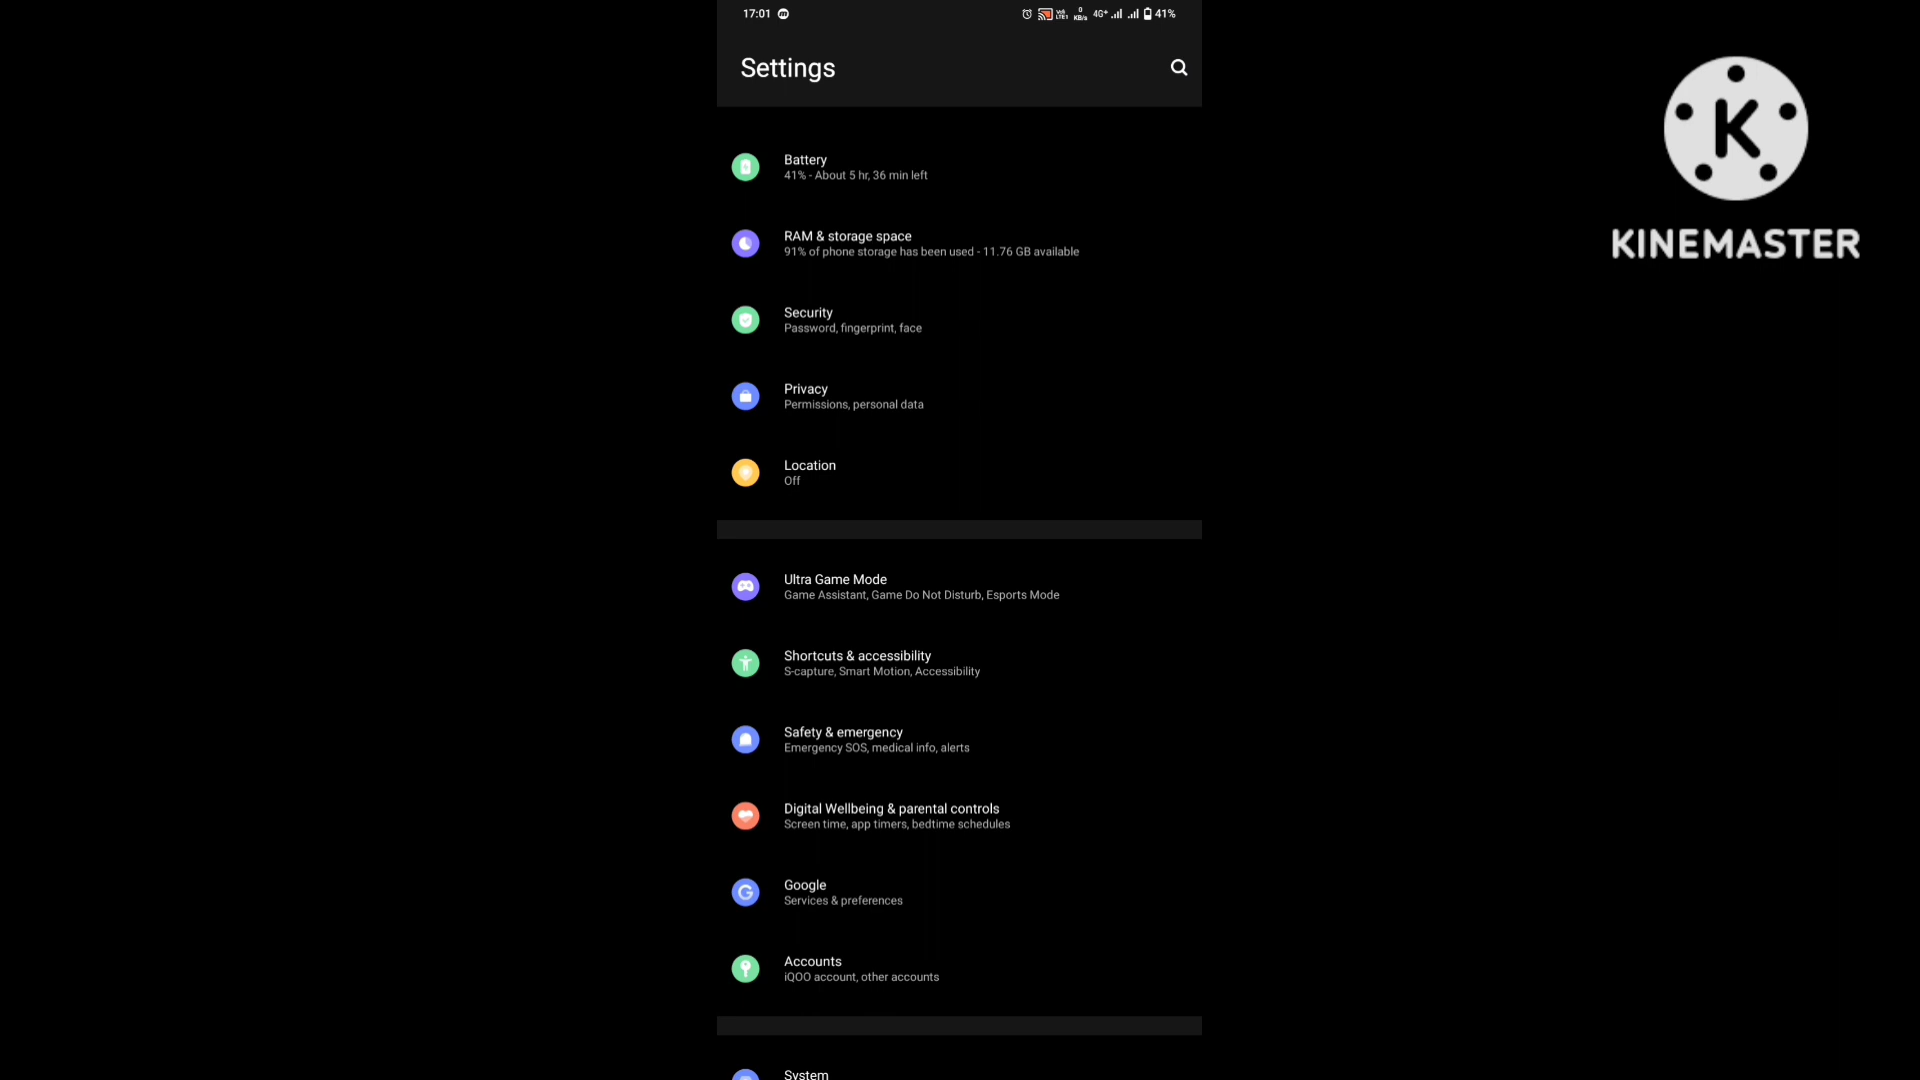 17:01
4G+ 41%
0
KB/s
Settings
Battery
41% - About 5 hr, 36 min left
RAM & storage space
91% of phone storage has been used - 11.76 GB available
Security
Password, fingerprint, face
Privacy
Permissions, personal data
Location
Off
Ultra Game Mode
Game Assistant, Game Do Not Disturb, Esports Mode
Shortcuts & accessibility
S-capture, Smart Motion, Accessibility
Safety & emergency
Emergency SOS, medical info, alerts
Digital Wellbeing & parental controls
Screen time, app timers, bedtime schedules
Google
Services & preferences
Accounts
iQOO account, other accounts
System
K
KINEMASTER